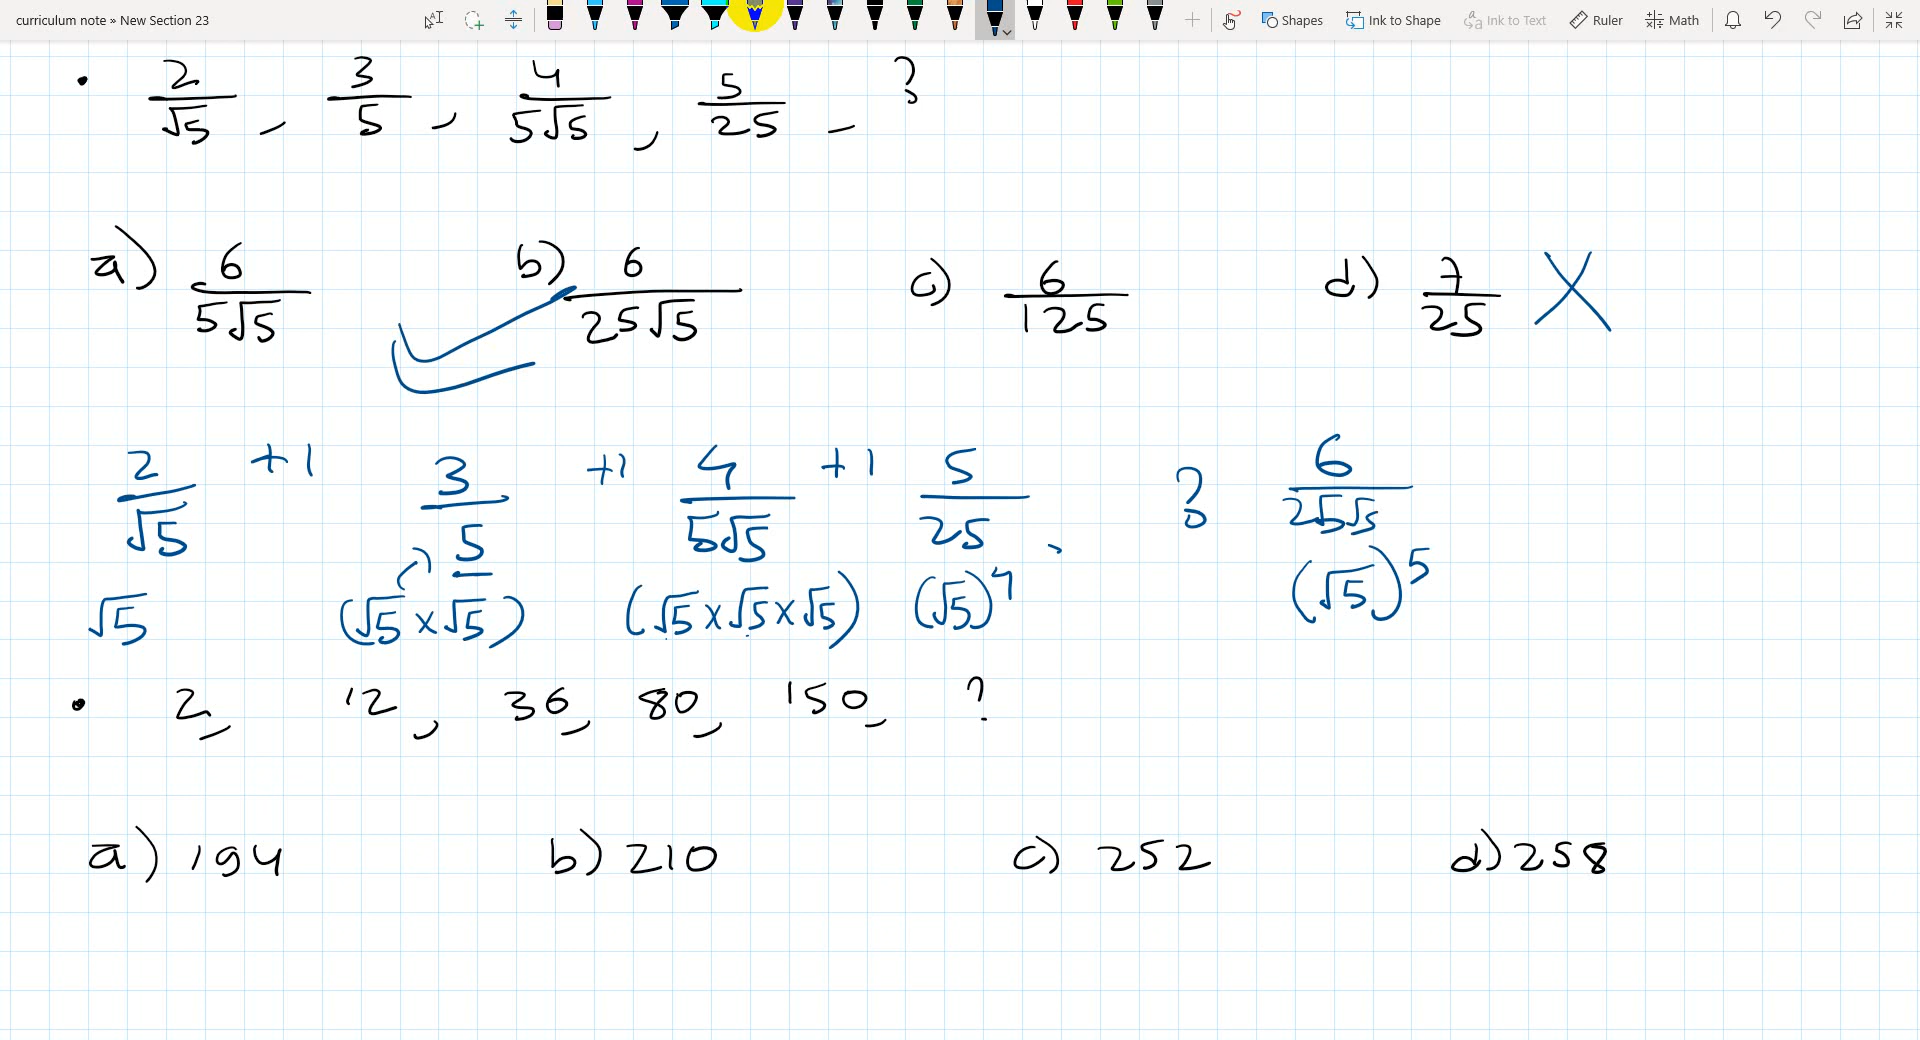 curriculum note » New Section 23 Shapes Ink to Shape Ink to Text Ruler Math
• 2/√5 , 3/5 , 4/5√5 , 5/25 , ?
a) 6/5√5 b) 6/25√5 c) 6/125 d) 7/25 X
2/√5 +1 3/5 +1 4/5√5 +1 5/25 , ? 6/25√5
√5 (√5 × √5) (√5 × √5 × √5) (√5)⁴ (√5)⁵
• 2, 12, 36, 80, 150, ?
a) 194 b) 210 c) 252 d) 258